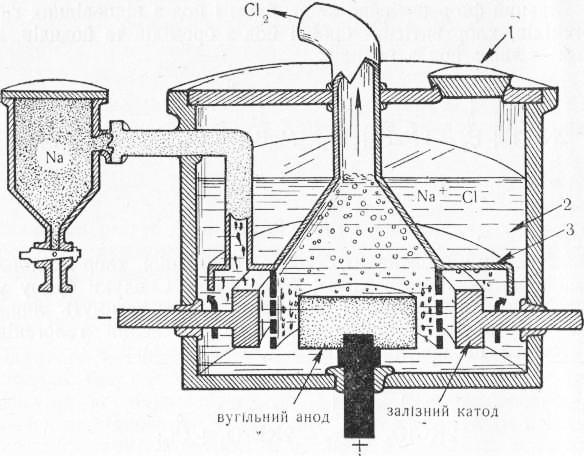 Cl₂
1
Na
Na⁺ Cl⁻
2
3
−
вугільний анод
залізний катод
+